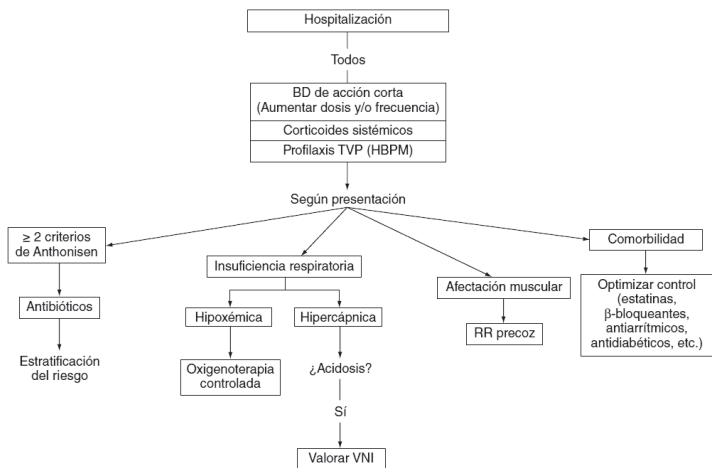 Hospitalización
Todos
BD de acción corta
(Aumentar dosis y/o frecuencia)
Corticoides sistémicos
Profilaxis TVP (HBPM)
Según presentación
≥ 2 criterios
de Anthonisen
Antibióticos
Estratificación
del riesgo
Insuficiencia respiratoria
Hipoxémica
Oxigenoterapia
controlada
Hipercápnica
¿Acidosis?
Sí
Valorar VNI
Afectación muscular
RR precoz
Comorbilidad
Optimizar control
(estatinas,
β-bloqueantes,
antiarrítmicos,
antidiabéticos, etc.)